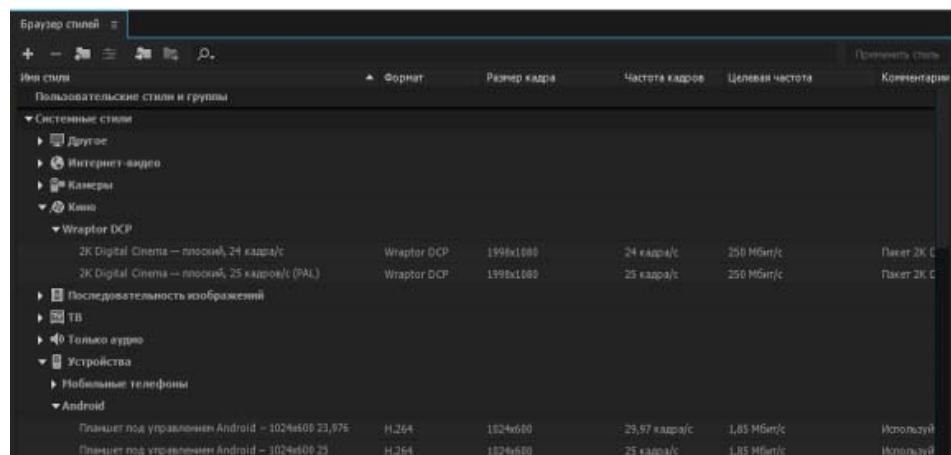 Браузер стилей
Применить стиль
Имя стиля Формат Размер кадра Частота кадров Целевая частота Комментарии
Пользовательские стили и группы
Системные стили
Другое
Интернет-видео
Камеры
Кино
Wraptor DCP
2K Digital Cinema — плоский, 24 кадра/с Wraptor DCP 1998x1080 24 кадра/с 250 Мбит/с Пакет 2K D
2K Digital Cinema — плоский, 25 кадров/с (PAL) Wraptor DCP 1998x1080 25 кадра/с 250 Мбит/с Пакет 2K D
Последовательность изображений
ТВ
Только аудио
Устройства
Мобильные телефоны
Android
Планшет под управлением Android – 1024x600 23,976 H.264 1024x600 29,97 кадра/с 1,85 Мбит/с Используй
Планшет под управлением Android – 1024x600 25 H.264 1024x600 25 кадра/с 1,85 Мбит/с Используй